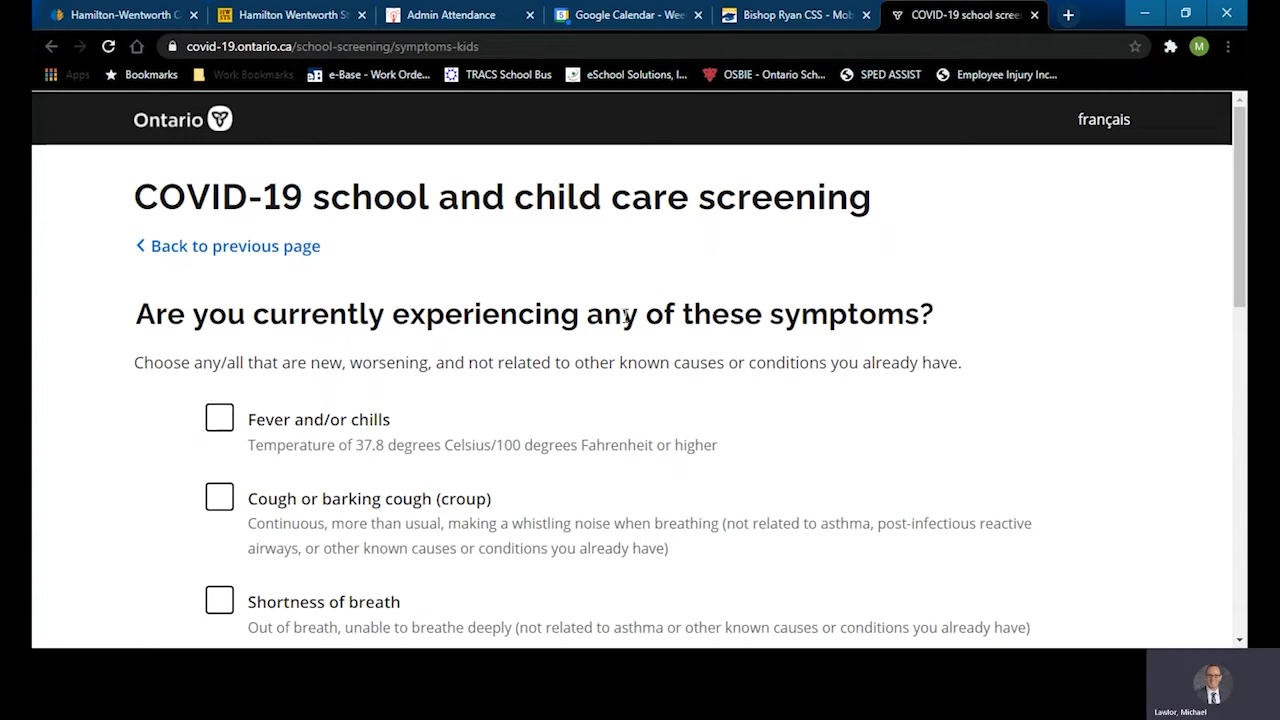 Hamilton-Wentworth C
Hamilton Wentworth St
Admin Attendance
Google Calendar - Wee
Bishop Ryan CSS - Mob
COVID-19 school scree
covid-19.ontario.ca/school-screening/symptoms-kids
M
Apps
Bookmarks
Work Bookmarks
e-Base - Work Orde...
TRACS School Bus
eSchool Solutions, I...
OSBIE - Ontario Sch...
SPED ASSIST
Employee Injury Inc...
Ontario
français
COVID-19 school and child care screening
Back to previous page
Are you currently experiencing any of these symptoms?
Choose any/all that are new, worsening, and not related to other known causes or conditions you already have.
Fever and/or chills
Temperature of 37.8 degrees Celsius/100 degrees Fahrenheit or higher
Cough or barking cough (croup)
Continuous, more than usual, making a whistling noise when breathing (not related to asthma, post-infectious reactive
airways, or other known causes or conditions you already have)
Shortness of breath
Out of breath, unable to breathe deeply (not related to asthma or other known causes or conditions you already have)
Lawlor, Michael